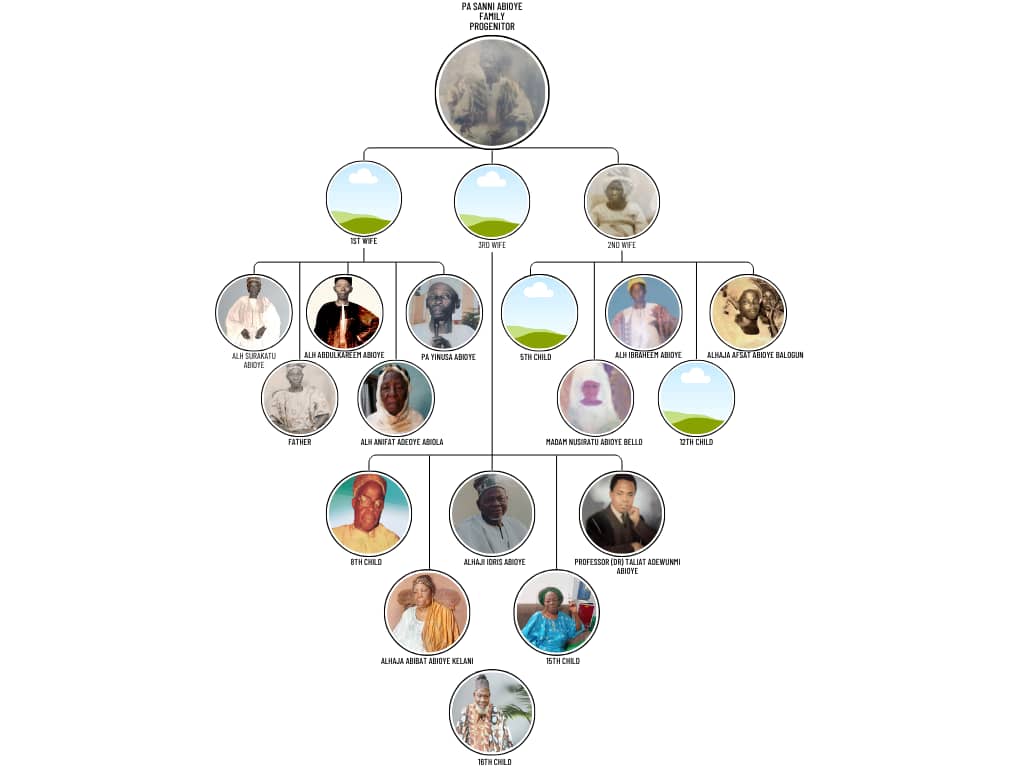 PA SANNI ABIOYE
FAMILY
PROGENITOR
1ST WIFE
3RD WIFE
2ND WIFE
ALH SURAKATU
ABIOYE
ALH ABDULKAREEM ABIOYE
PA YINUSA ABIOYE
5TH CHILD
ALH IBRAHEEM ABIOYE
ALHAJA AFSAT ABIOYE BALOGUN
FATHER
ALH ANIFAT ADEOYE ABIOLA
MADAM NUSIRATU ABIOYE BELLO
12TH CHILD
8TH CHILD
ALHAJI IDRIS ABIOYE
PROFESSOR (DR) TALIAT ADEWUNMI
ABIOYE
ALHAJA ABIBAT ABIOYE KELANI
15TH CHILD
16TH CHILD